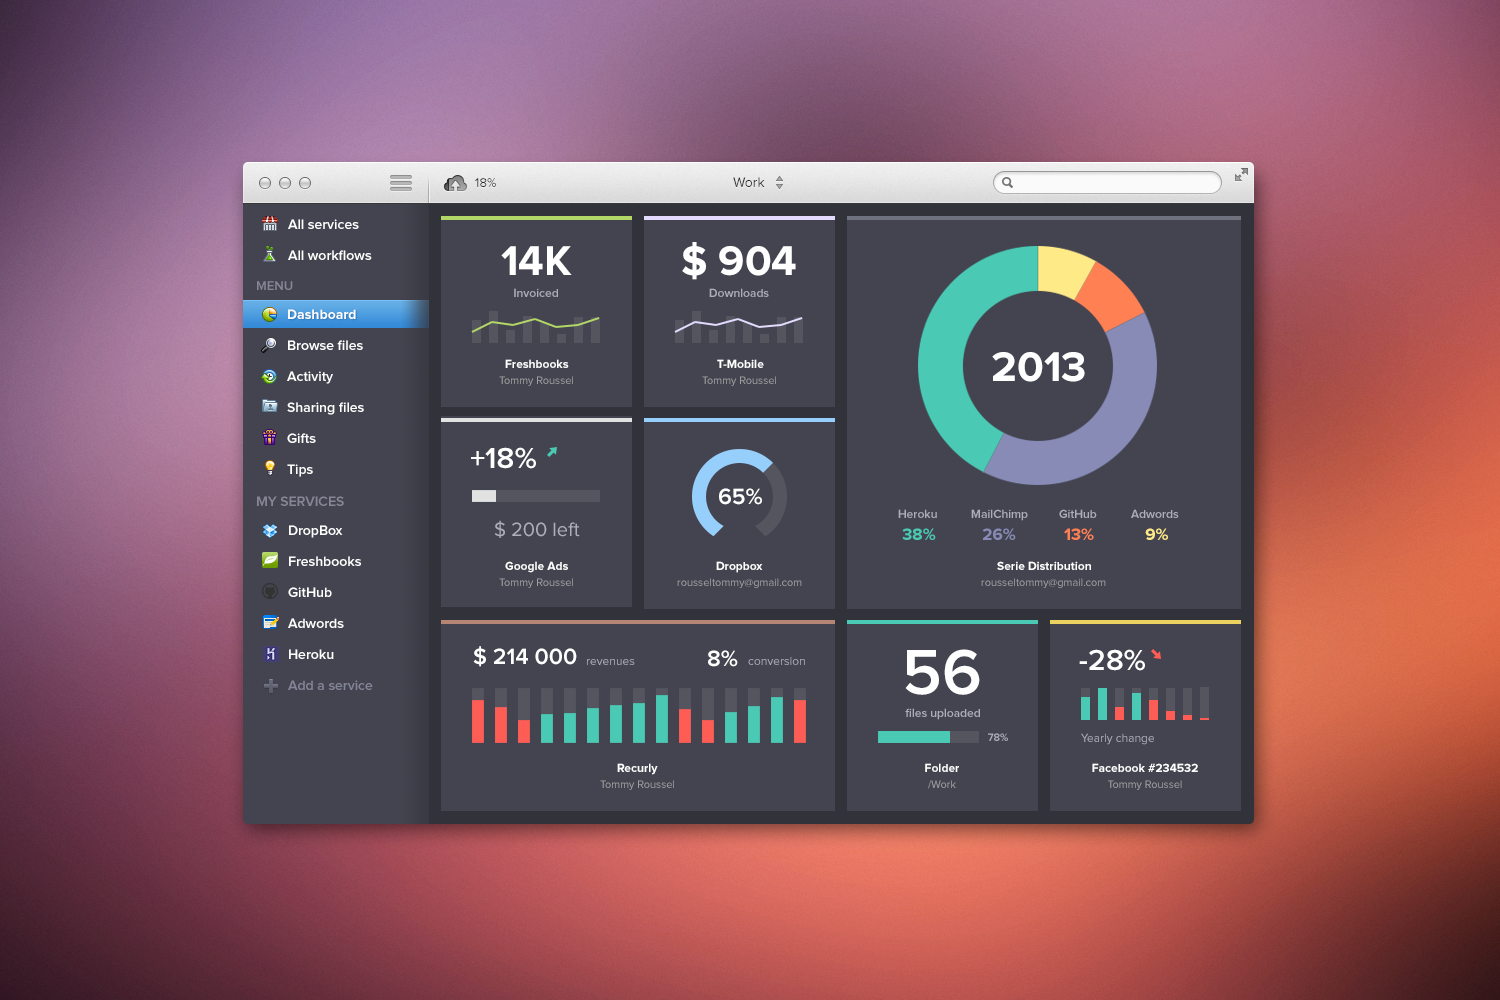 18%
Work
All services
All workflows
MENU
Dashboard
Browse files
Activity
Sharing files
Gifts
Tips
MY SERVICES
DropBox
Freshbooks
GitHub
Adwords
Heroku
Add a service
14K
Invoiced
Freshbooks
Tommy Roussel
$ 904
Downloads
T-Mobile
Tommy Roussel
2013
Heroku MailChimp GitHub Adwords
38% 26% 13% 9%
Serie Distribution
rousseltommy@gmail.com
+18%
$ 200 left
Google Ads
Tommy Roussel
65%
Dropbox
rousseltommy@gmail.com
$ 214 000 revenues 8% conversion
Recurly
Tommy Roussel
56
files uploaded
78%
Folder
/Work
-28%
Yearly change
Facebook #234532
Tommy Roussel